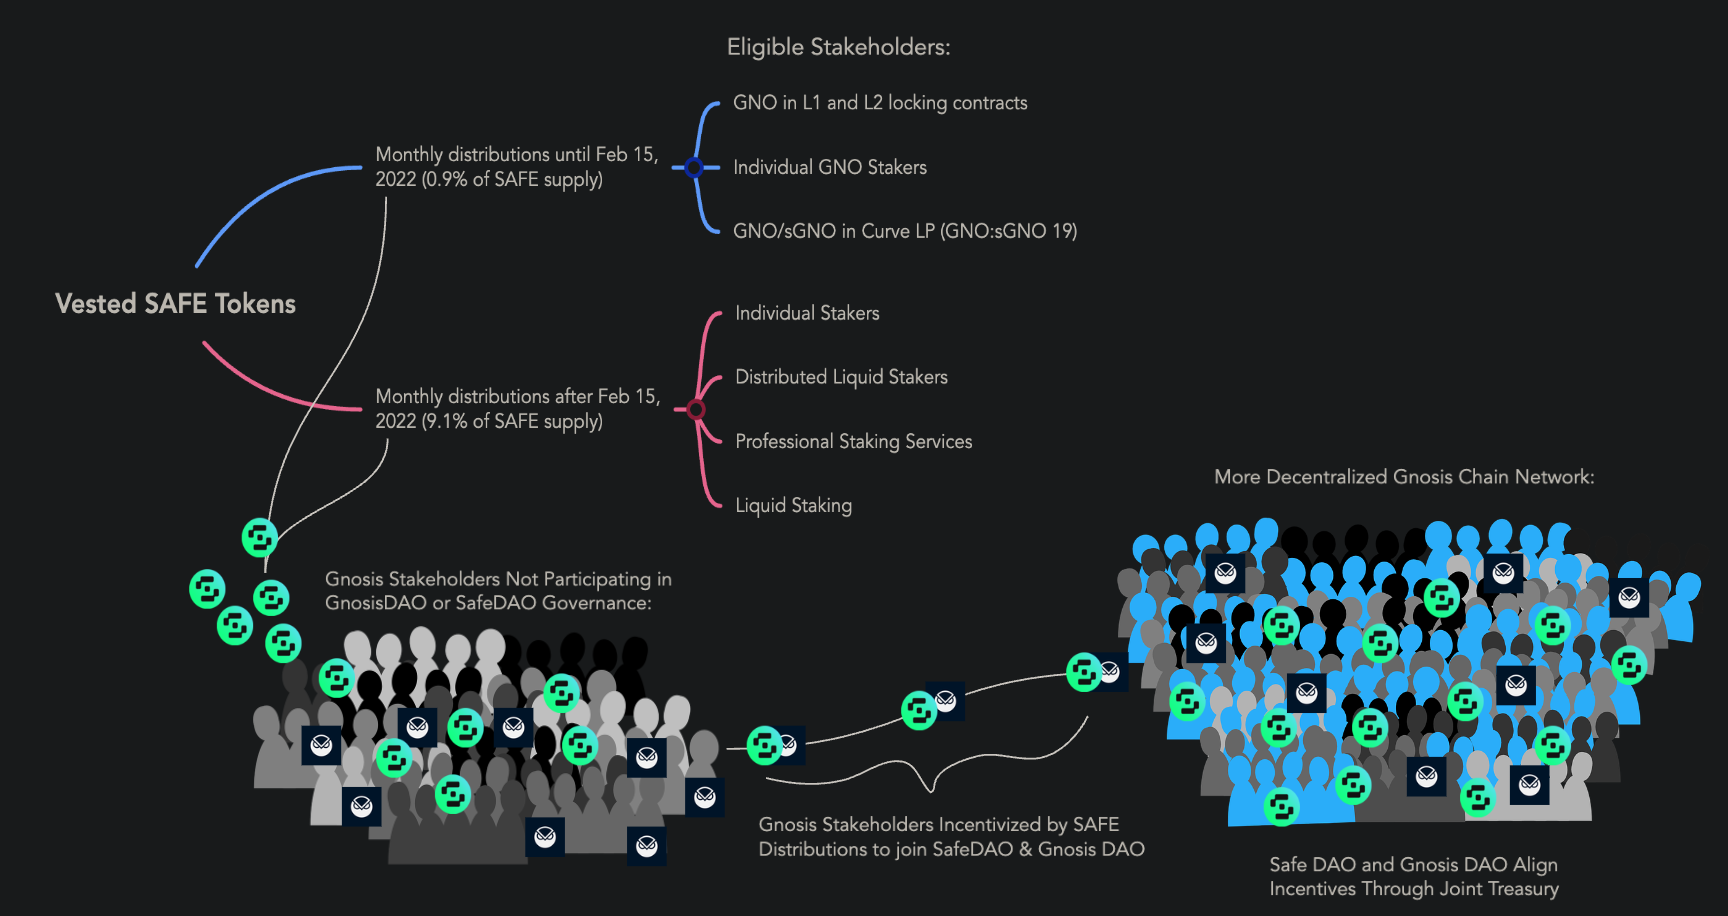 Eligible Stakeholders:
GNO in L1 and L2 locking contracts
Monthly distributions until Feb 15,
2022 (0.9% of SAFE supply)
Individual GNO Stakers
GNO/sGNO in Curve LP (GNO:sGNO 19)
Vested SAFE Tokens
Individual Stakers
Distributed Liquid Stakers
Monthly distributions after Feb 15,
2022 (9.1% of SAFE supply)
Professional Staking Services
Liquid Staking
More Decentralized Gnosis Chain Network:
Gnosis Stakeholders Not Participating in
GnosisDAO or SafeDAO Governance:
Gnosis Stakeholders Incentivized by SAFE
Distributions to join SafeDAO & Gnosis DAO
Safe DAO and Gnosis DAO Align
Incentives Through Joint Treasury